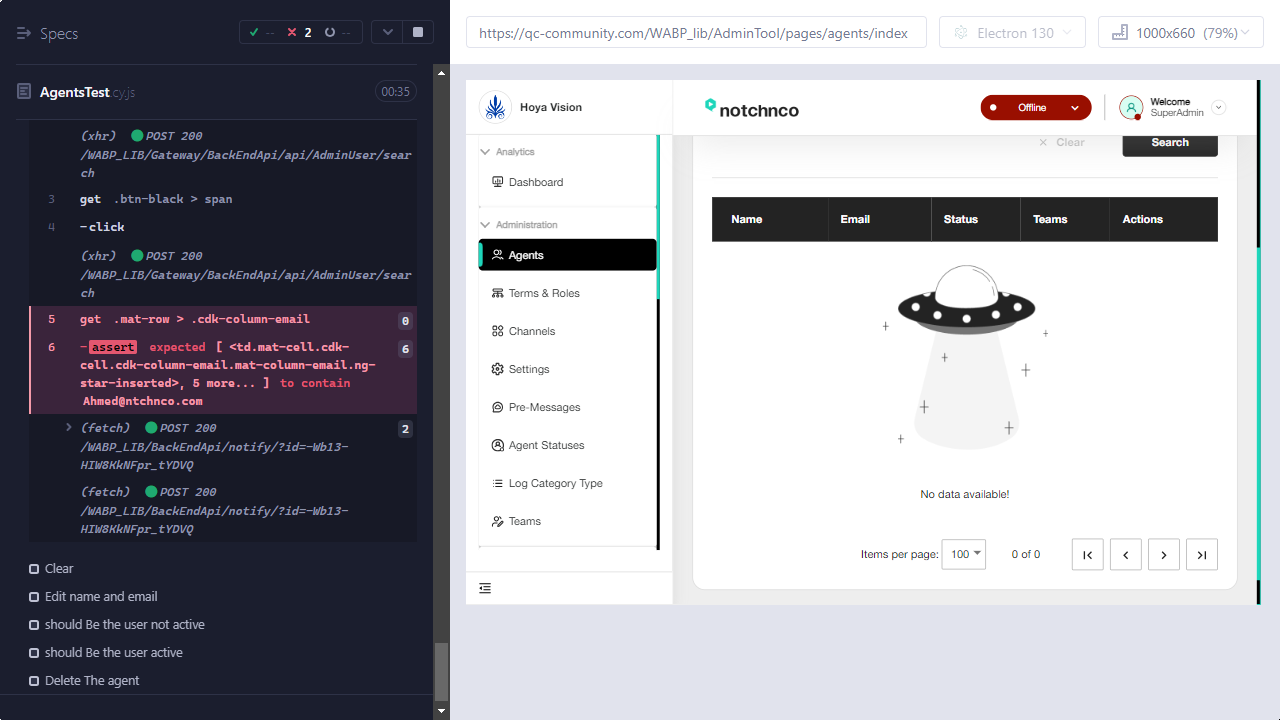 Specs
--
2
--
AgentsTest.cy.js
00:35
(xhr) POST 200
/WABP_LIB/Gateway/BackEndApi/api/AdminUser/sear
ch
3 get .btn-black > span
4 -click
(xhr) POST 200
/WABP_LIB/Gateway/BackEndApi/api/AdminUser/sear
ch
5 get .mat-row > .cdk-column-email 0
6 -assert expected [ <td.mat-cell.cdk- 6
cell.cdk-column-email.mat-column-email.ng-
star-inserted>, 5 more... ] to contain
Ahmed@ntchnco.com
(fetch) POST 200 2
/WABP_LIB/BackEndApi/notify/?id=-Wb13-
HIW8KkNFpr_tYDVQ
(fetch) POST 200
/WABP_LIB/BackEndApi/notify/?id=-Wb13-
HIW8KkNFpr_tYDVQ
Clear
Edit name and email
should Be the user not active
should Be the user active
Delete The agent
https://qc-community.com/WABP_lib/AdminTool/pages/agents/index
Electron 130
1000x660 (79%)
Hoya Vision
notchnco
Offline
Welcome
SuperAdmin
Analytics
Dashboard
Administration
Agents
Terms & Roles
Channels
Settings
Pre-Messages
Agent Statuses
Log Category Type
Teams
Clear
Search
Name Email Status Teams Actions
No data available!
Items per page: 100 0 of 0